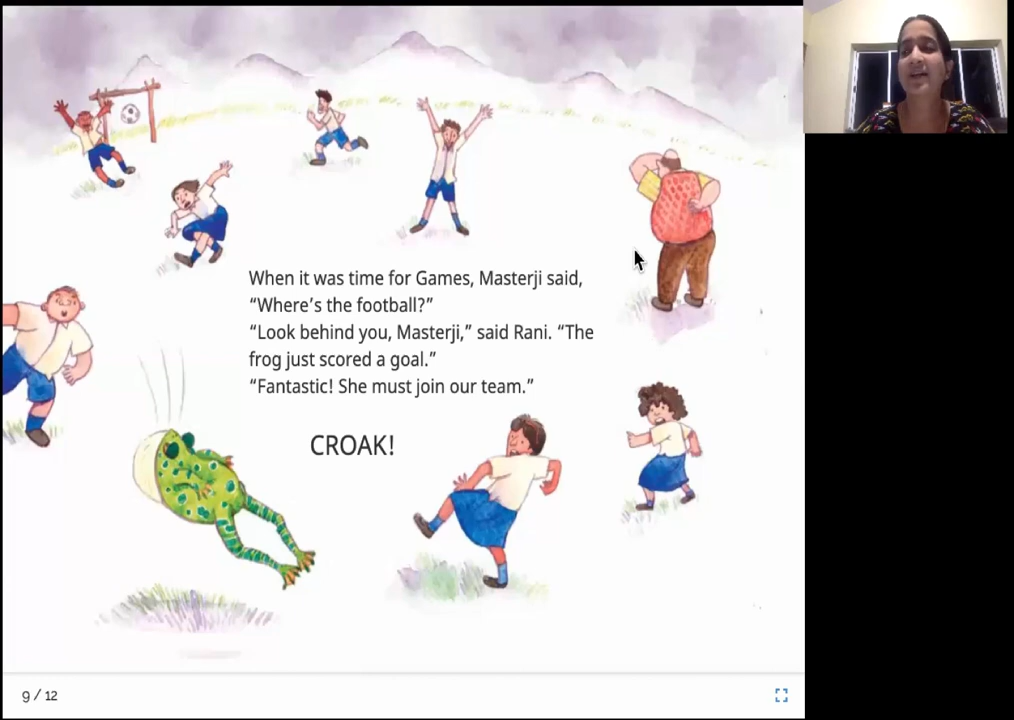 When it was time for Games, Masterji said,
“Where’s the football?”
“Look behind you, Masterji,” said Rani. “The
frog just scored a goal.”
“Fantastic! She must join our team.”
CROAK!
9 / 12